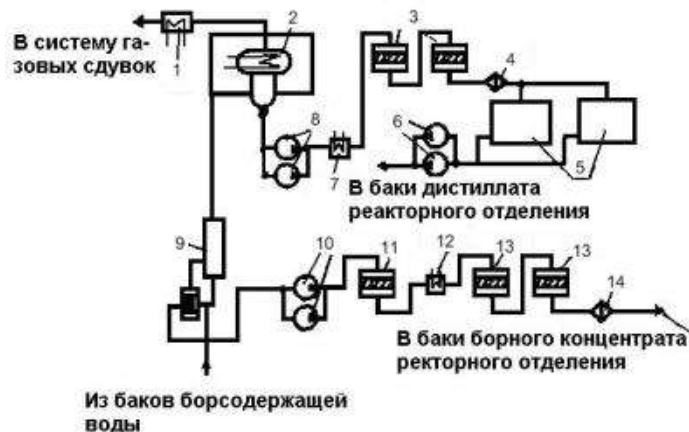 В систему га-
зовых сдувок
1
2
3
4
5
6
7
8
В баки дистиллата
реакторного отделения
9
10
11
12
13
13
14
В баки борного концентрата
ректорного отделения
Из баков борсодержащей
воды